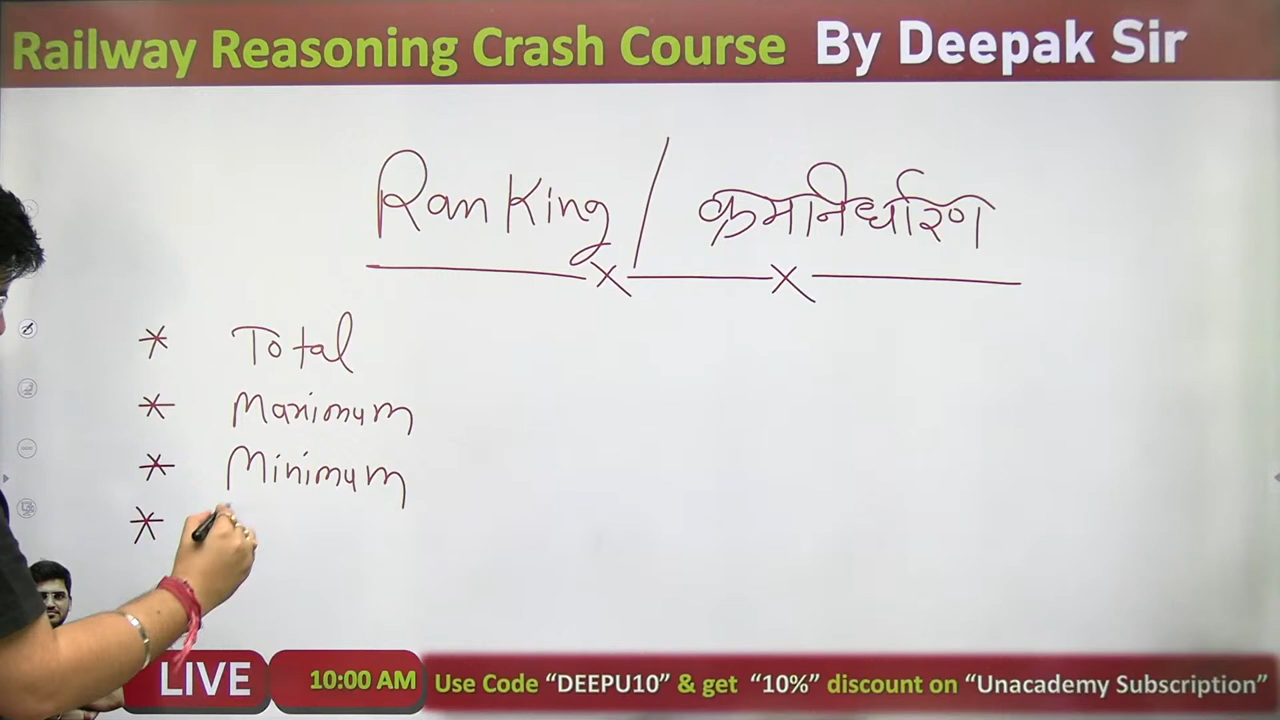 Railway Reasoning Crash Course By Deepak Sir
Ranking / क्रमनिर्धारण
* Total
* Maximum
* Minimum
*
LIVE 10:00 AM Use Code “DEEPU10” & get “10%” discount on “Unacademy Subscription”